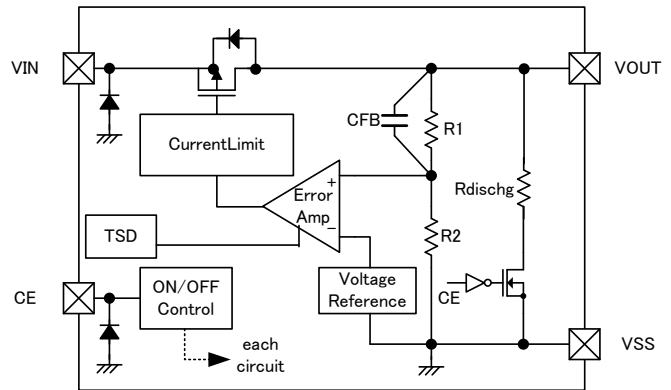 VIN
VOUT
CFB
R1
CurrentLimit
Rdischg
+
Error
Amp
-
TSD
R2
CE
ON/OFF
Control
Voltage
Reference
CE
each
circuit
VSS